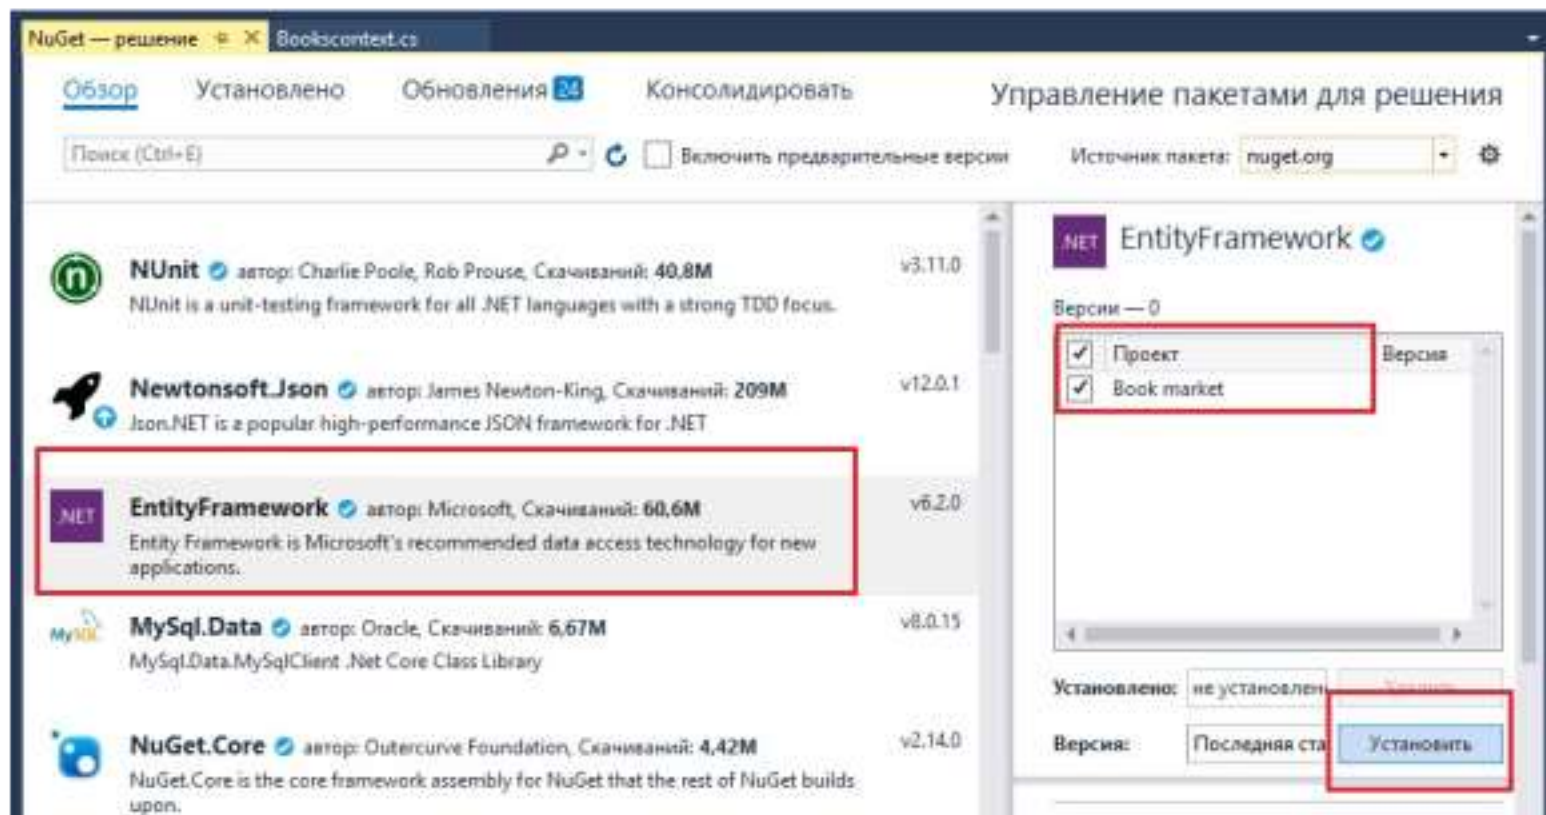 NuGet — решение
Bookscontext.cs
Обзор Установлено Обновления 24 Консолидировать Управление пакетами для решения
Поиск (Ctrl+E) Включить предварительные версии Источник пакета: nuget.org
NUnit автор: Charlie Poole, Rob Prouse, Скачиваний: 40,8M v3.11.0
NUnit is a unit-testing framework for all .NET languages with a strong TDD focus.
Newtonsoft.Json автор: James Newton-King, Скачиваний: 209M v12.0.1
Json.NET is a popular high-performance JSON framework for .NET
.NET EntityFramework автор: Microsoft, Скачиваний: 60,6M v6.2.0
Entity Framework is Microsoft's recommended data access technology for new
applications.
MySQL MySql.Data автор: Oracle, Скачиваний: 6,67M v8.0.15
MySql.Data.MySqlClient .Net Core Class Library
NuGet.Core автор: Outercurve Foundation, Скачиваний: 4,42M v2.14.0
NuGet.Core is the core framework assembly for NuGet that the rest of NuGet builds
upon.
.NET EntityFramework
Версии — 0
Проект Версия
Book market
Установлено: не установлен Удалить
Версия: Последняя ста Установить